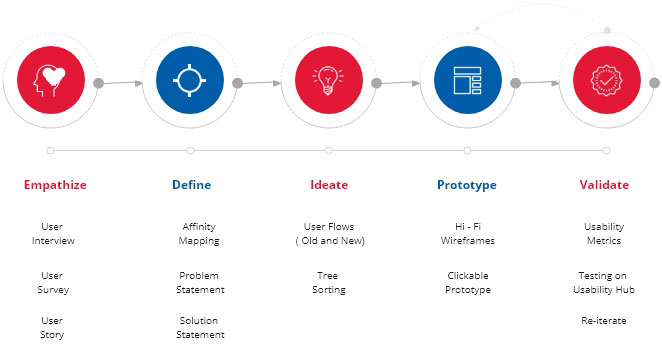 Empathize
Define
Ideate
Prototype
Validate
User
Interview
Affinity
Mapping
User Flows
( Old and New)
Hi - Fi
Wireframes
Usability
Metrics
User
Survey
Problem
Statement
Tree
Sorting
Clickable
Prototype
Testing on
Usability Hub
User
Story
Solution
Statement
Re-iterate